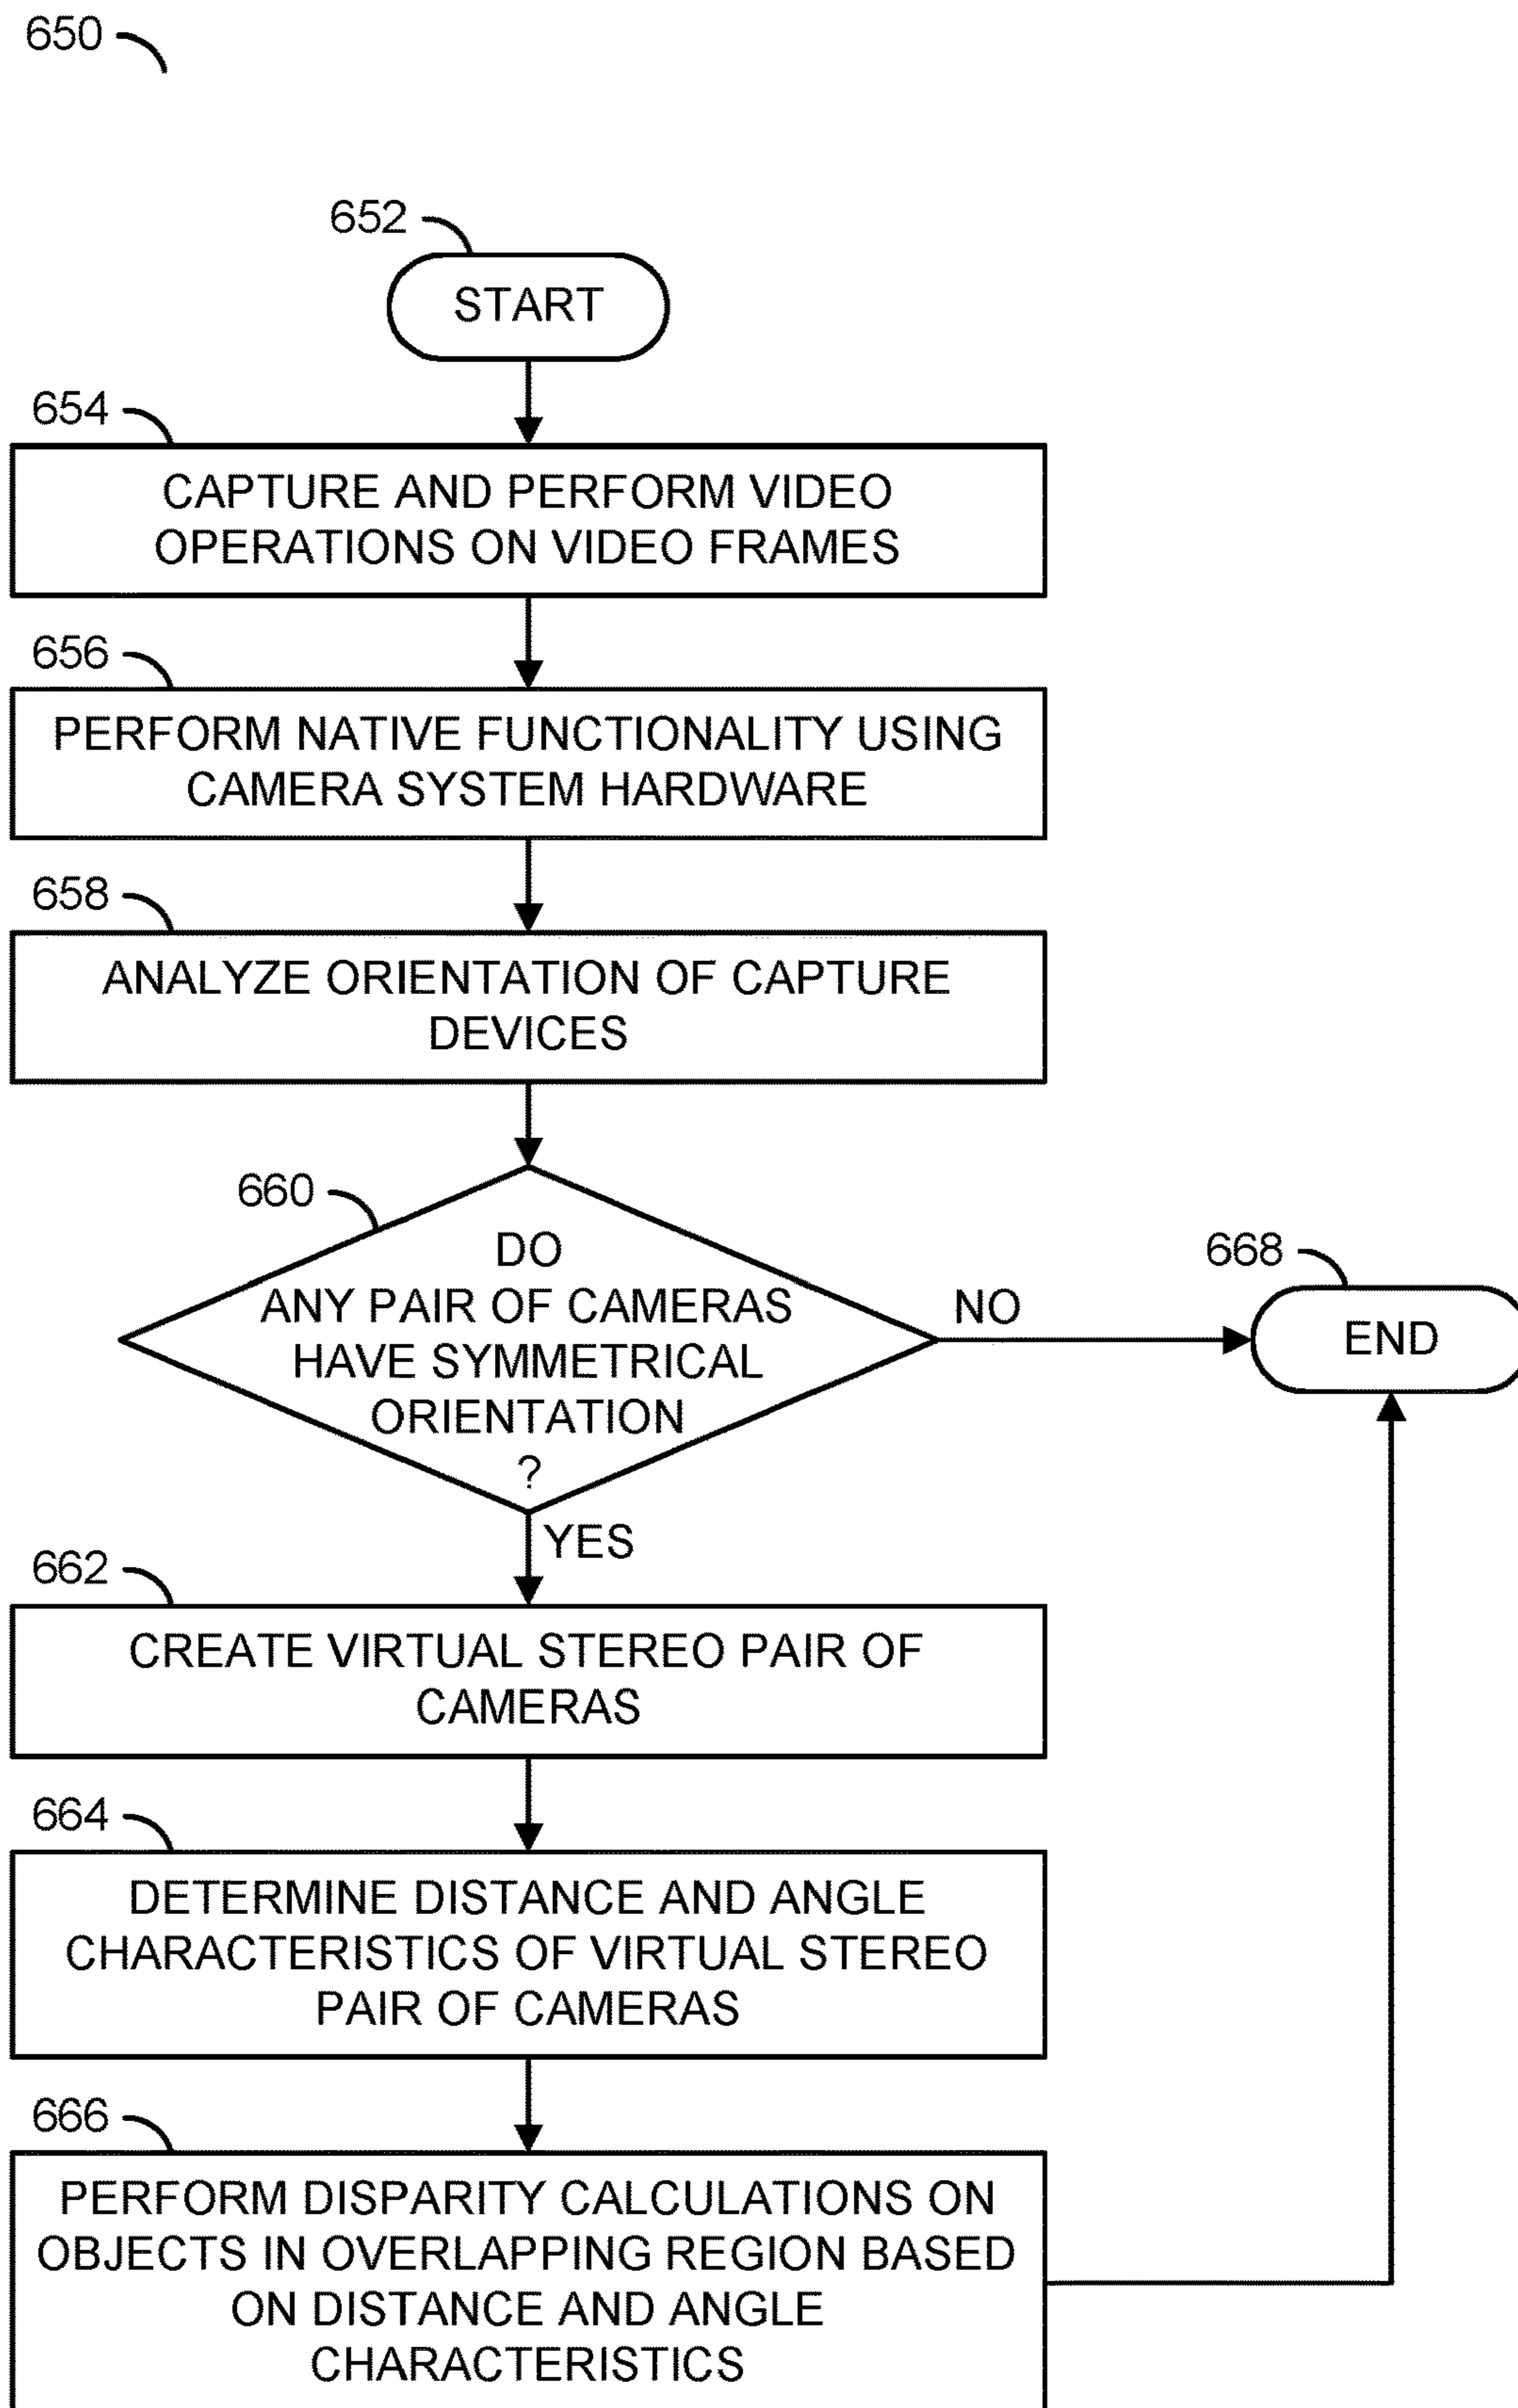 650
652
START
654
CAPTURE AND PERFORM VIDEO
OPERATIONS ON VIDEO FRAMES
656
PERFORM NATIVE FUNCTIONALITY USING
CAMERA SYSTEM HARDWARE
658
ANALYZE ORIENTATION OF CAPTURE
DEVICES
660
DO
ANY PAIR OF CAMERAS
HAVE SYMMETRICAL
ORIENTATION
?
NO
668
END
YES
662
CREATE VIRTUAL STEREO PAIR OF
CAMERAS
664
DETERMINE DISTANCE AND ANGLE
CHARACTERISTICS OF VIRTUAL STEREO
PAIR OF CAMERAS
666
PERFORM DISPARITY CALCULATIONS ON
OBJECTS IN OVERLAPPING REGION BASED
ON DISTANCE AND ANGLE
CHARACTERISTICS